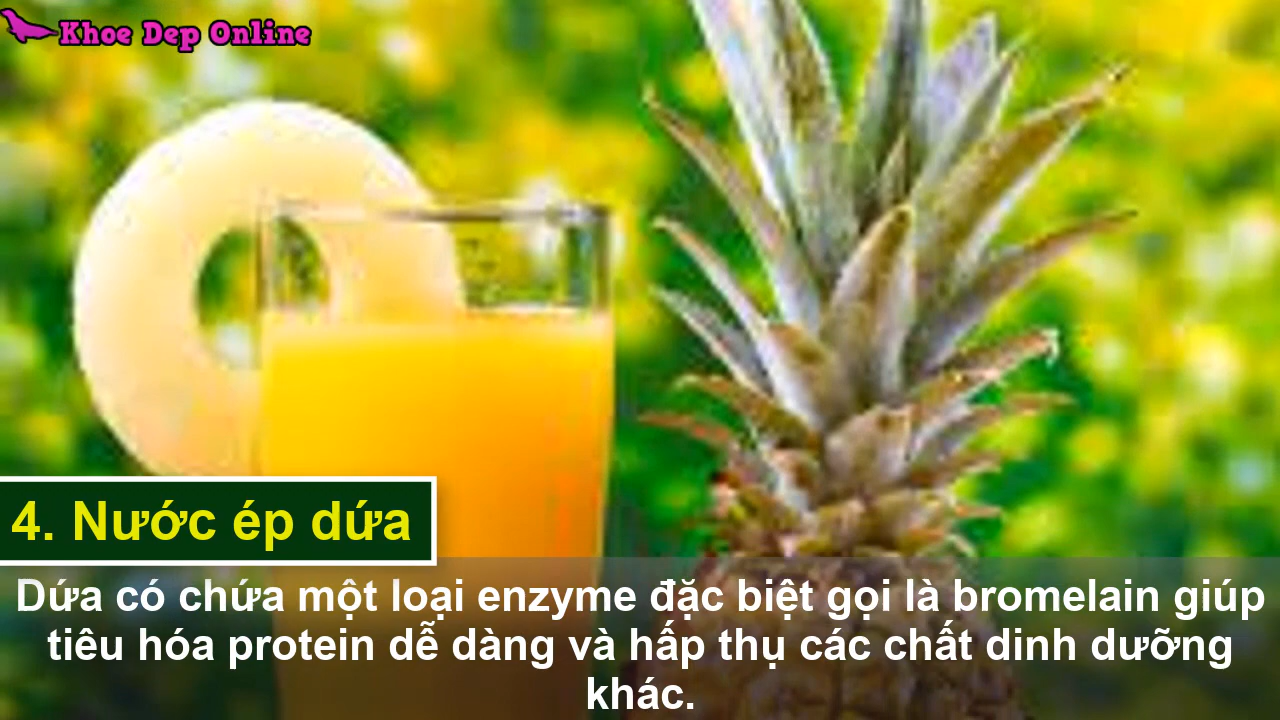 Khoe Dep Online
4. Nước ép dứa
Dứa có chứa một loại enzyme đặc biệt gọi là bromelain giúp
tiêu hóa protein dễ dàng và hấp thụ các chất dinh dưỡng
khác.